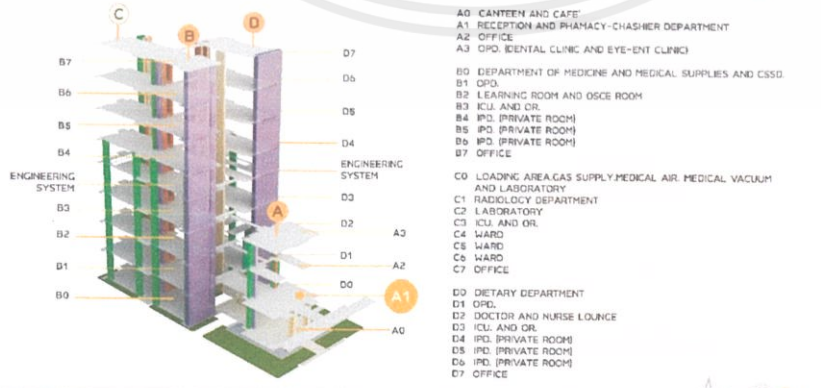 C
D
B
B7
B6
B5
B4
ENGINEERING
SYSTEM
B3
B2
B1
B0
D7
D6
D5
D4
ENGINEERING
SYSTEM
D3
D2
A
A3
D1
A2
D0
A1
A0
A0 CANTEEN AND CAFE'
A1 RECEPTION AND PHAMACY-CHASHIER DEPARTMENT
A2 OFFICE
A3 OPD. (DENTAL CLINIC AND EYE-ENT CLINIC)
B0 DEPARTMENT OF MEDICINE AND MEDICAL SUPPLIES AND CSSD.
B1 OPD.
B2 LEARNING ROOM AND OSCE ROOM
B3 ICU. AND OR.
B4 IPD. (PRIVATE ROOM)
B5 IPD. (PRIVATE ROOM)
B6 IPD. (PRIVATE ROOM)
B7 OFFICE
C0 LOADING AREA,GAS SUPPLY,MEDICAL AIR, MEDICAL VACUUM
AND LABORATORY
C1 RADIOLOGY DEPARTMENT
C2 LABORATORY
C3 ICU. AND OR.
C4 WARD
C5 WARD
C6 WARD
C7 OFFICE
D0 DIETARY DEPARTMENT
D1 OPD.
D2 DOCTOR AND NURSE LOUNCE
D3 ICU. AND OR.
D4 IPD. (PRIVATE ROOM)
D5 IPD. (PRIVATE ROOM)
D6 IPD. (PRIVATE ROOM)
D7 OFFICE